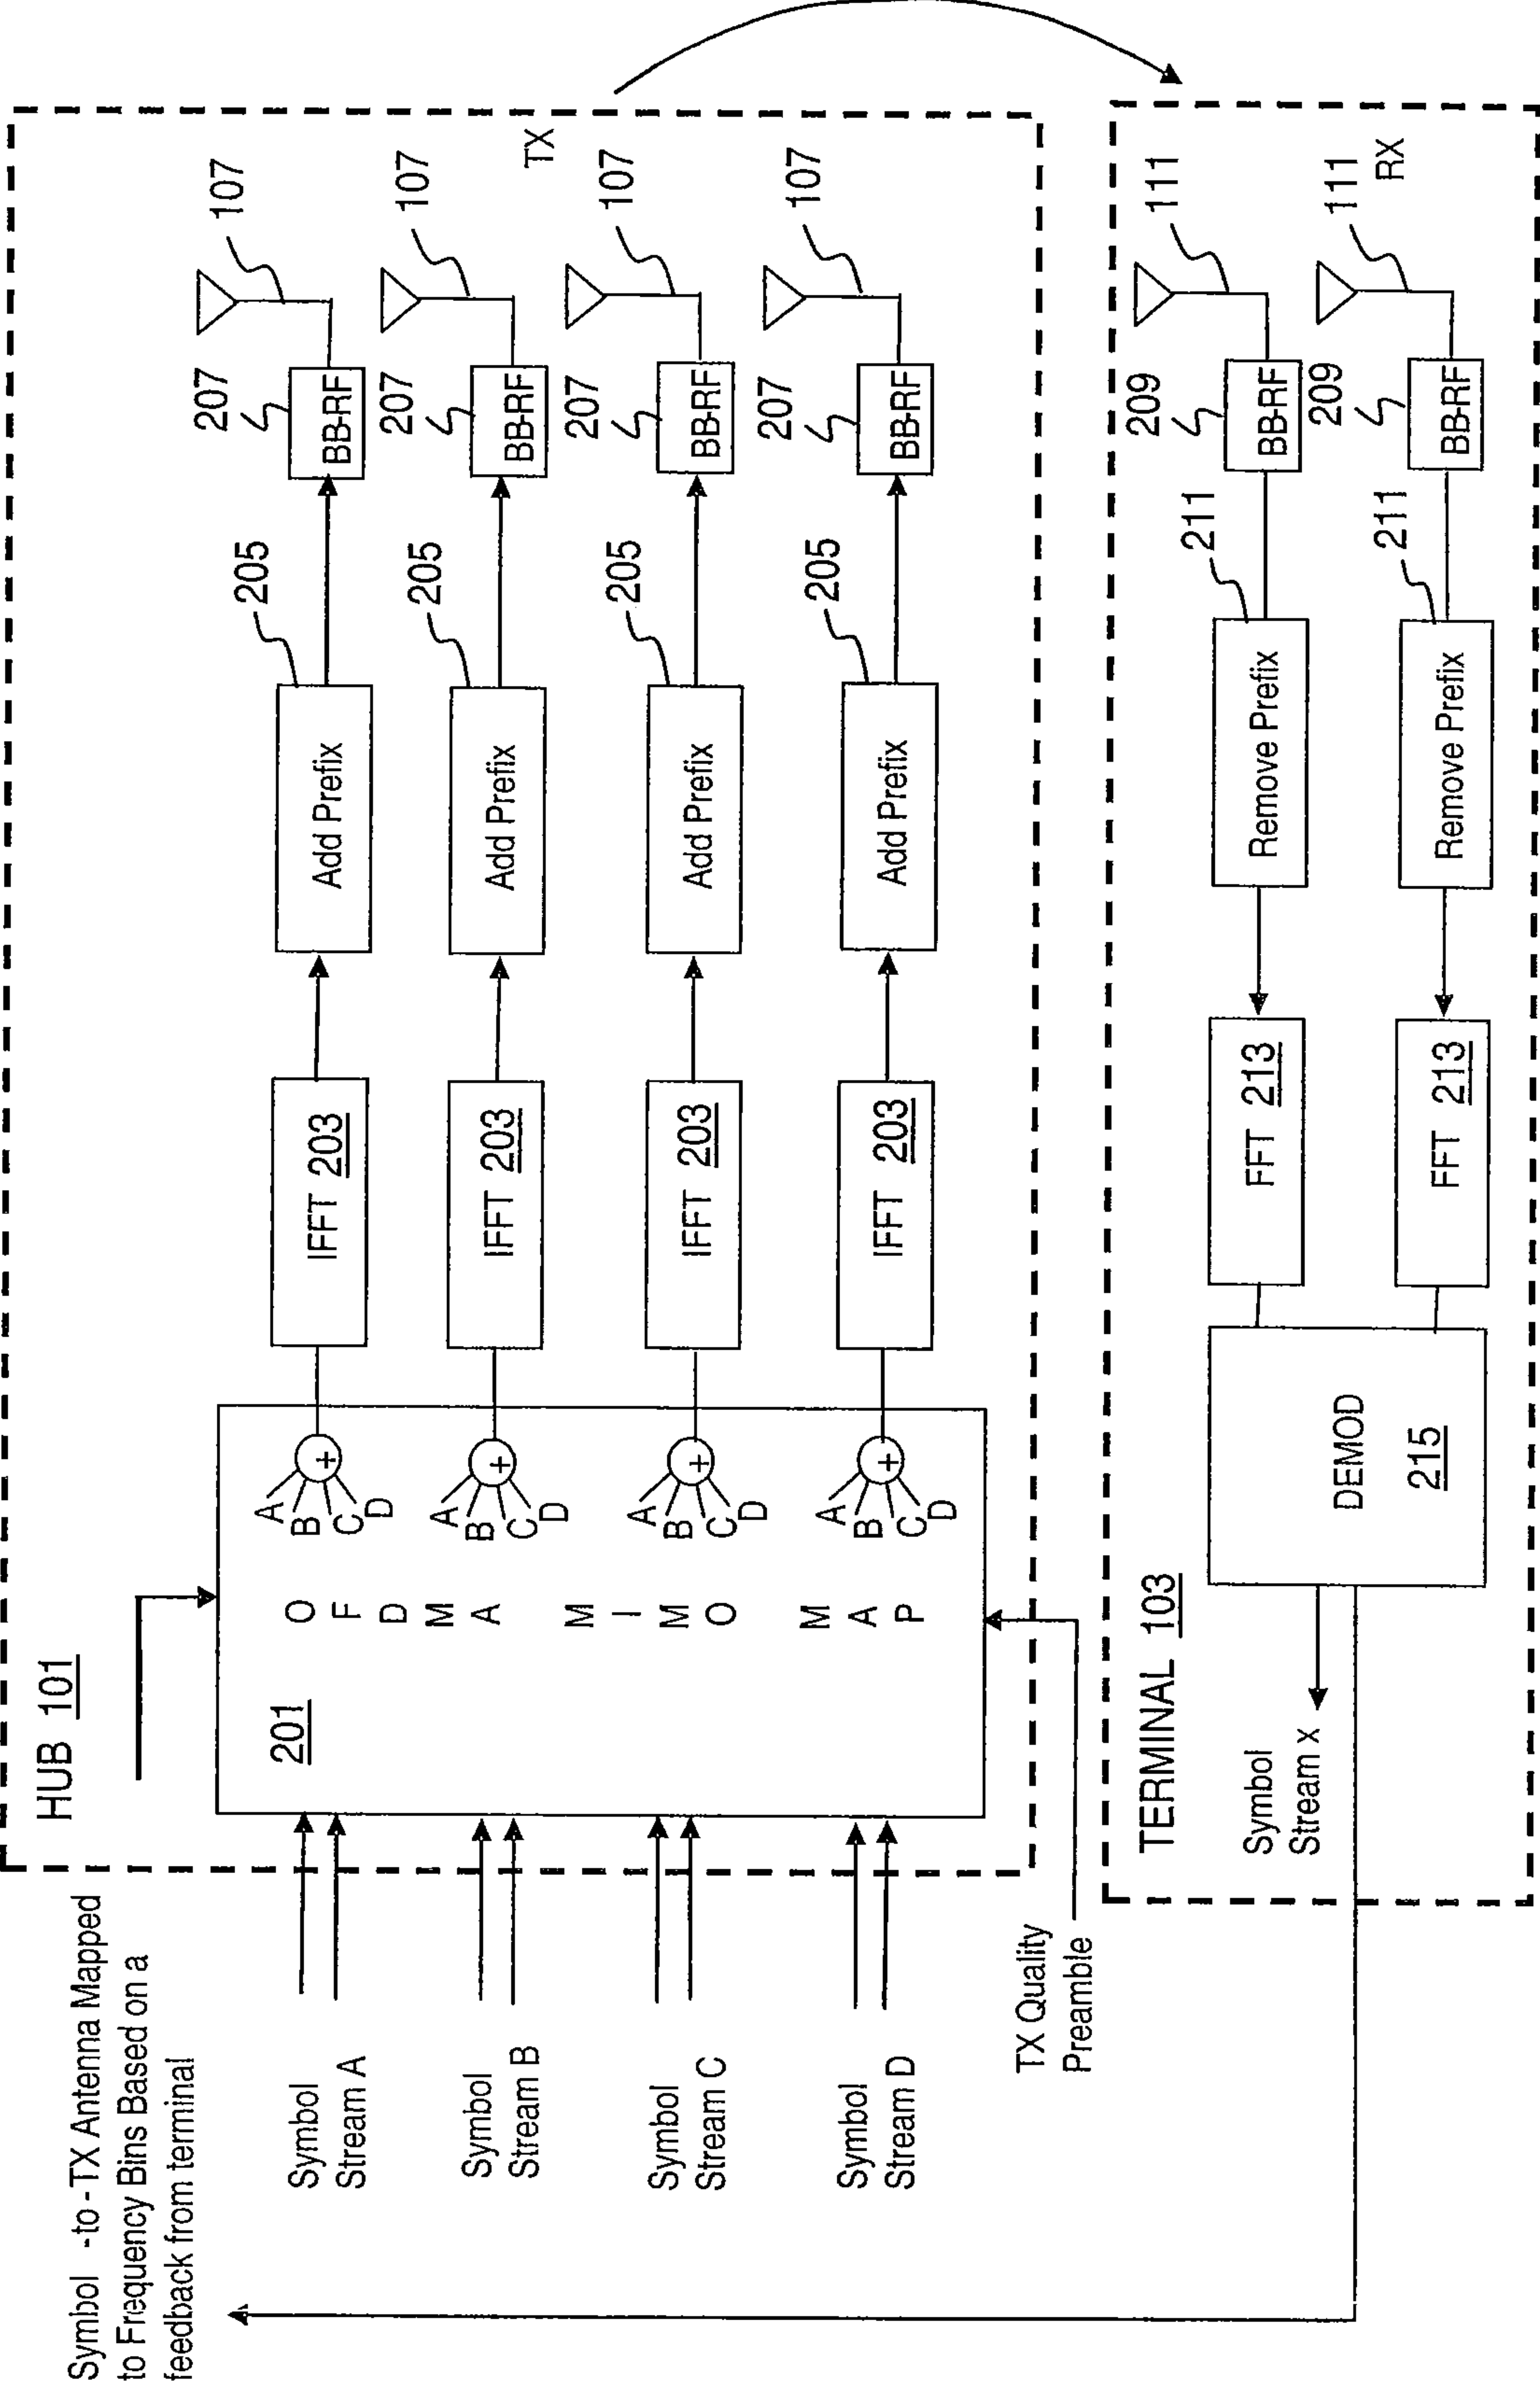 Symbol -to-TX Antenna Mapped
to Frequency Bins Based on a
feedback from terminal
HUB 101
Symbol
Stream A
Symbol
Stream B
Symbol
Stream C
Symbol
Stream D
TX Quality
Preamble
201
OFDMA MIMO MAP
A
B
C
D
+
IFFT 203
Add Prefix
205
BB-RF
207
107
A
B
C
D
+
IFFT 203
Add Prefix
205
BB-RF
207
107
TX
A
B
C
D
+
IFFT 203
Add Prefix
205
BB-RF
207
107
A
B
C
D
+
IFFT 203
Add Prefix
205
BB-RF
207
107
TERMINAL 103
Symbol
Stream x
DEMOD
215
FFT 213
Remove Prefix
211
BB-RF
209
111
FFT 213
Remove Prefix
211
BB-RF
209
111
RX